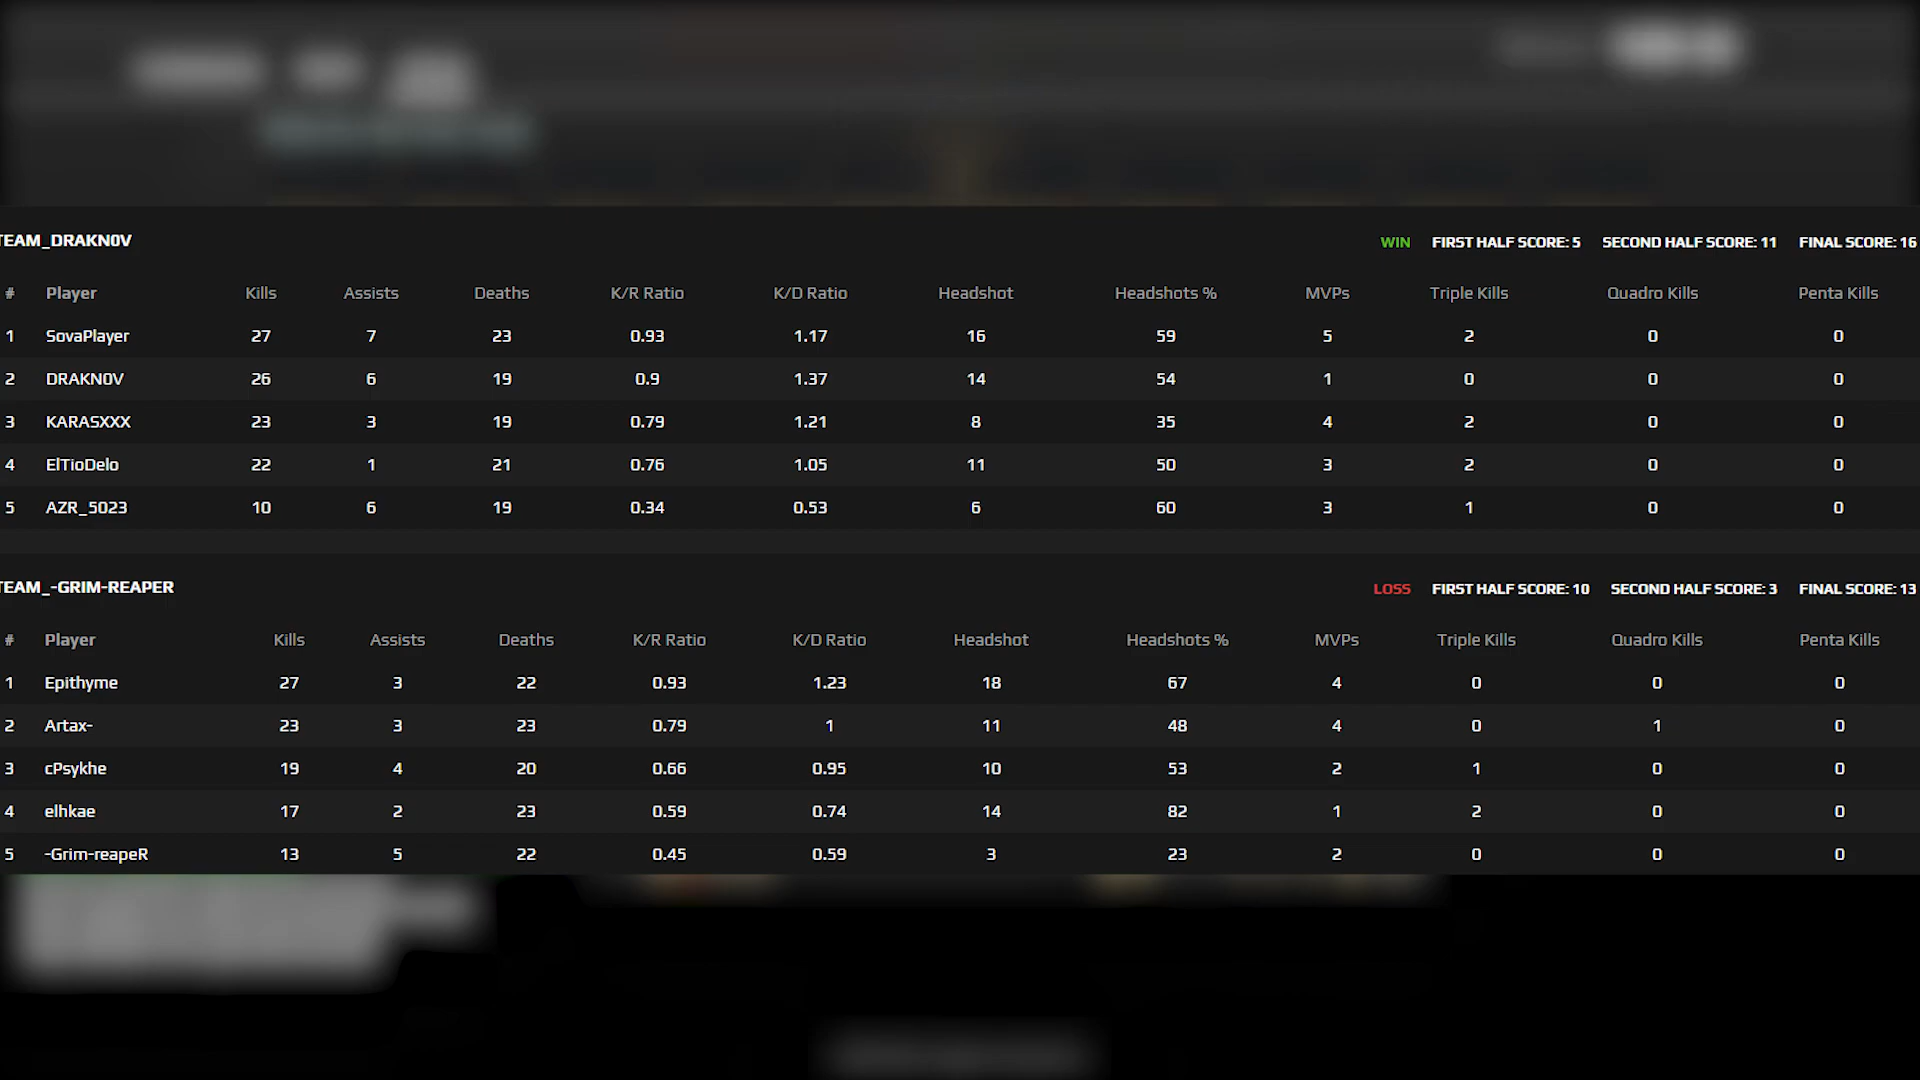 TEAM_DRAKN0V WIN FIRST HALF SCORE: 5 SECOND HALF SCORE: 11 FINAL SCORE: 16
# Player Kills Assists Deaths K/R Ratio K/D Ratio Headshot Headshots % MVPs Triple Kills Quadro Kills Penta Kills
1 SovaPlayer 27 7 23 0.93 1.17 16 59 5 2 0 0
2 DRAKN0V 26 6 19 0.9 1.37 14 54 1 0 0 0
3 KARASXXX 23 3 19 0.79 1.21 8 35 4 2 0 0
4 ElTioDelo 22 1 21 0.76 1.05 11 50 3 2 0 0
5 AZR_5023 10 6 19 0.34 0.53 6 60 3 1 0 0
TEAM_-GRIM-REAPER LOSS FIRST HALF SCORE: 10 SECOND HALF SCORE: 3 FINAL SCORE: 13
# Player Kills Assists Deaths K/R Ratio K/D Ratio Headshot Headshots % MVPs Triple Kills Quadro Kills Penta Kills
1 Epithyme 27 3 22 0.93 1.23 18 67 4 0 0 0
2 Artax- 23 3 23 0.79 1 11 48 4 0 1 0
3 cPsykhe 19 4 20 0.66 0.95 10 53 2 1 0 0
4 elhkae 17 2 23 0.59 0.74 14 82 1 2 0 0
5 -Grim-reapeR 13 5 22 0.45 0.59 3 23 2 0 0 0